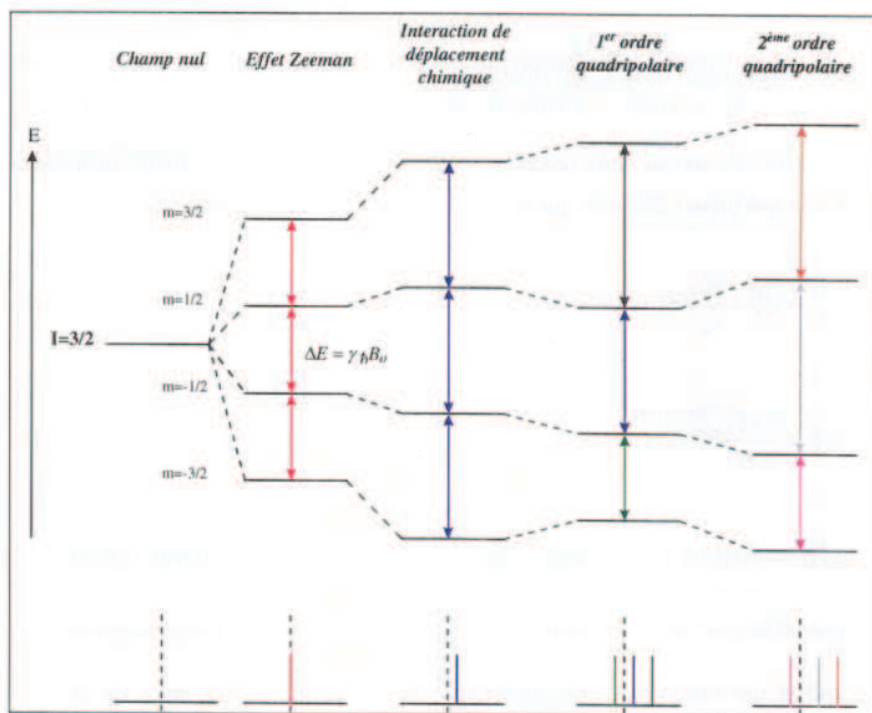 Champ nul
Effet Zeeman
Interaction de
déplacement
chimique
1er ordre
quadripolaire
2ème ordre
quadripolaire
E
m=3/2
m=1/2
I=3/2
ΔE = γħB₀
m=-1/2
m=-3/2